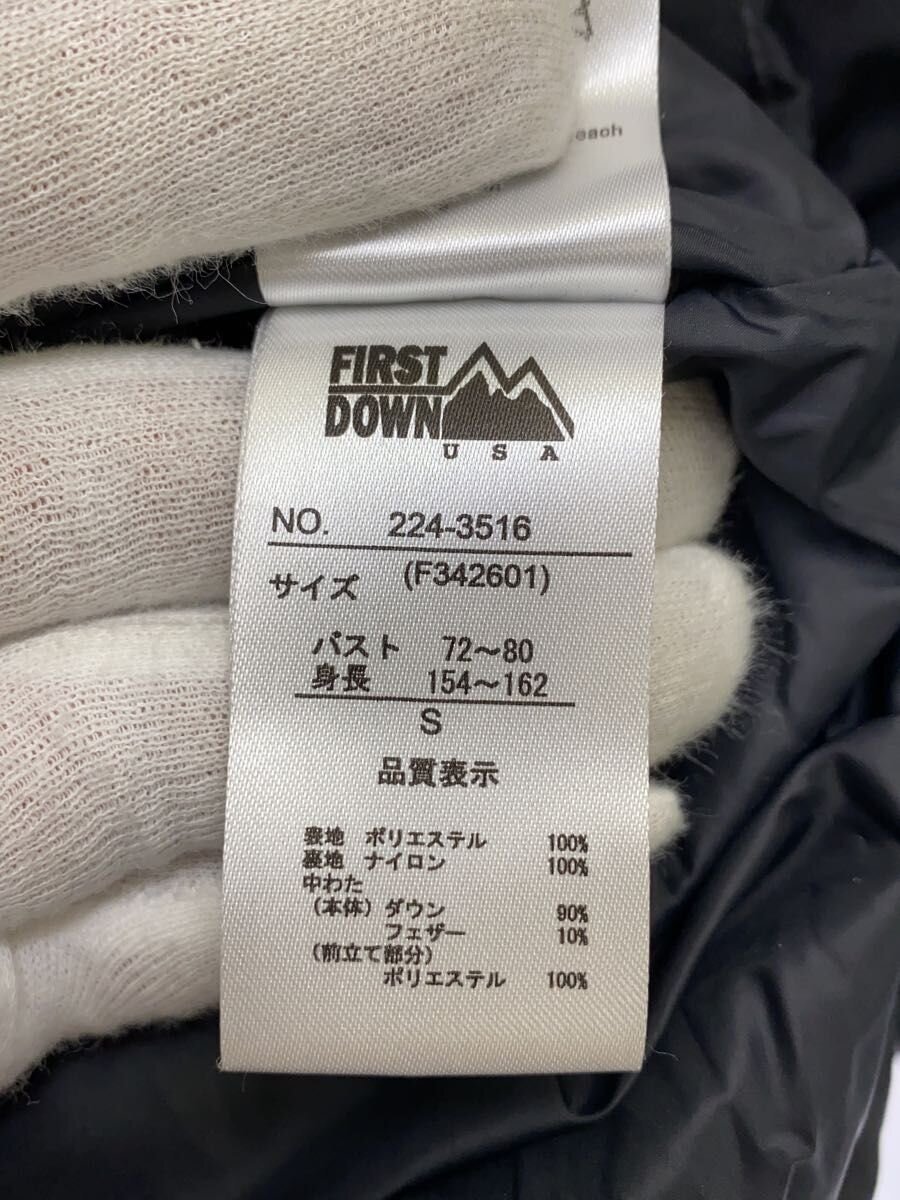 FIRST
DOWN
USA
NO. 224-3516
サイズ (F342601)
バスト 72～80
身長 154～162
S
品質表示
表地 ポリエステル 100%
裏地 ナイロン 100%
中わた
(本体) ダウン 90%
フェザー 10%
(前立て部分)
ポリエステル 100%